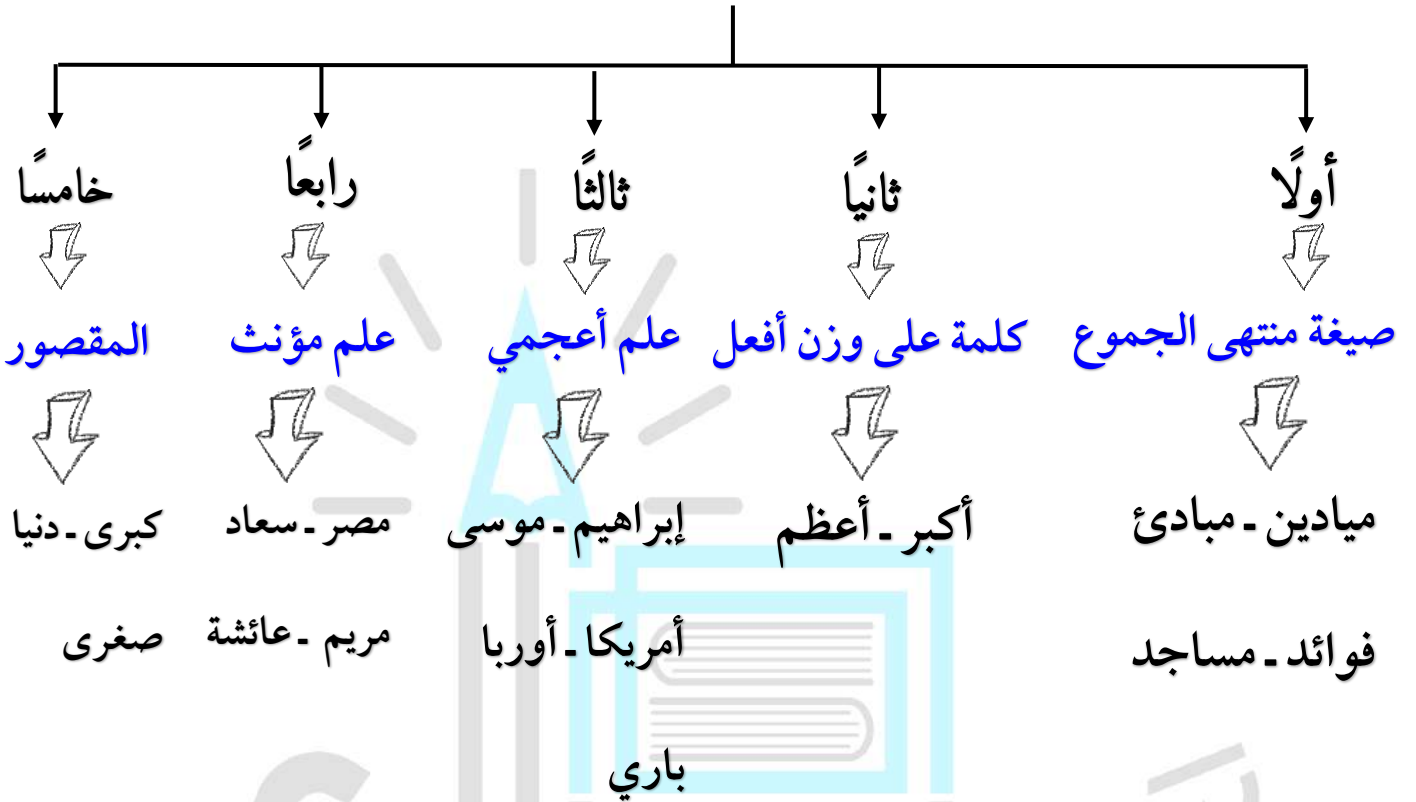 أولًا
ثانيًا
ثالثًا
رابعًا
خامسًا
صيغة منتهى الجموع
كلمة على وزن أفعل
علم أعجمي
علم مؤنث
المقصور
ميادين - مبادئ
أكبر - أعظم
إبراهيم - موسى
مصر - سعاد
كبرى - دنيا
فوائد - مساجد
أمريكا - أوربا
مريم - عائشة
صغرى
باري